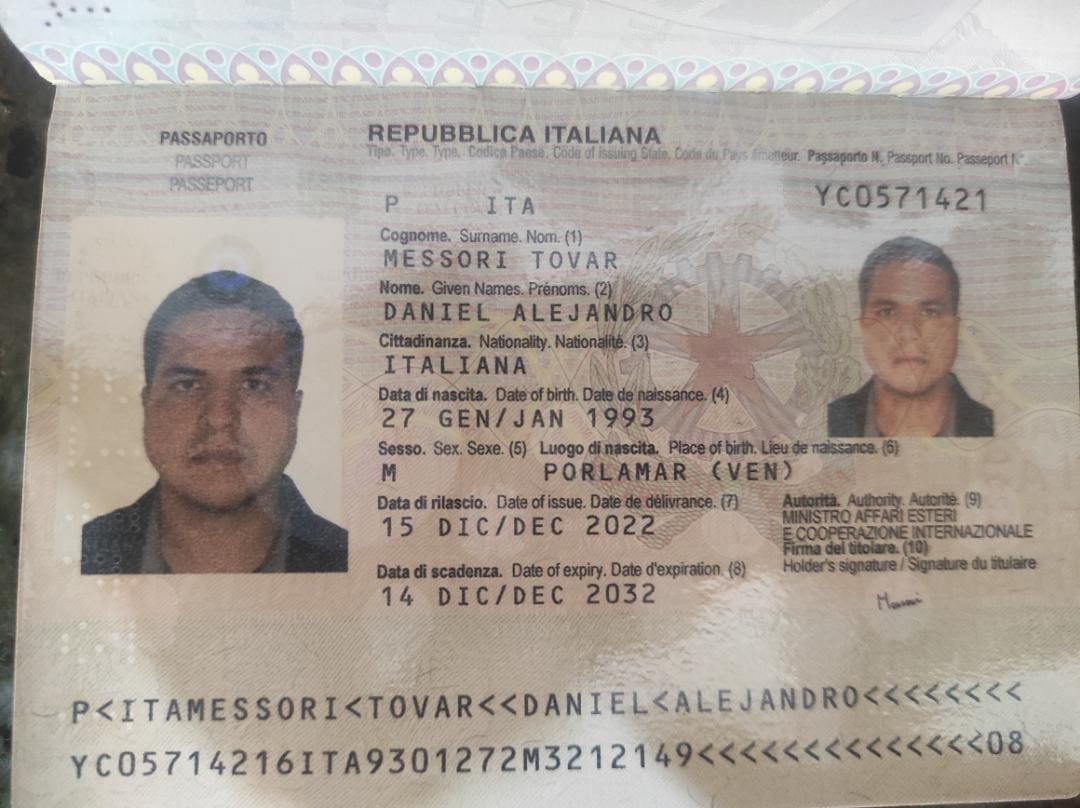 PASSAPORTO
PASSPORT
PASSEPORT
REPUBBLICA ITALIANA
Tipo. Type. Type. Codice Paese. Code of issuing State. Code du Pays émetteur. Passaporto N. Passport No. Passeport N°.
P ITA
YC0571421
Cognome. Surname. Nom. (1)
MESSORI TOVAR
Nome. Given Names. Prénoms. (2)
DANIEL ALEJANDRO
Cittadinanza. Nationality. Nationalité. (3)
ITALIANA
Data di nascita. Date of birth. Date de naissance. (4)
27 GEN/JAN 1993
Sesso. Sex. Sexe. (5) Luogo di nascita. Place of birth. Lieu de naissance. (6)
M PORLAMAR (VEN)
Data di rilascio. Date of issue. Date de délivrance. (7)
15 DIC/DEC 2022
Data di scadenza. Date of expiry. Date d'expiration. (8)
14 DIC/DEC 2032
Autorità. Authority. Autorité. (9)
MINISTRO AFFARI ESTERI
E COOPERAZIONE INTERNAZIONALE
Firma del titolare. (10)
Holder's signature / Signature du titulaire
Messori
P<ITAMESSORI<TOVAR<<DANIEL<ALEJANDRO<<<<<<<<
YC05714216ITA9301272M3212149<<<<<<<<<<<<<<08